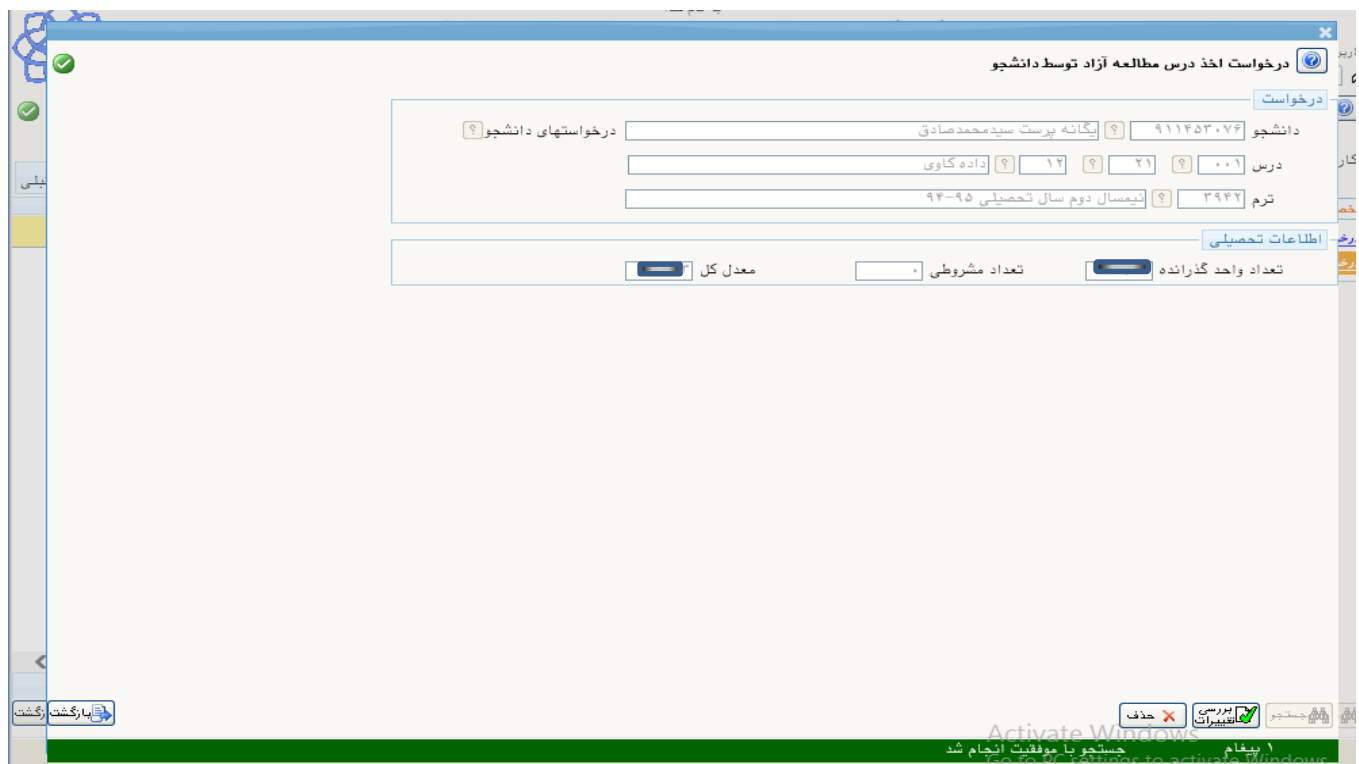 درخواست اخذ درس مطالعه آزاد توسط دانشجو
درخواست
دانشجو ۹۱۱۴۵۳۰۷۶ ؟ یگانه پرست سیدمحمدصادق درخواستهای دانشجو ؟
درس ۰۰۱ ؟ ۲۱ ؟ ۱۲ ؟ داده کاوی
ترم ۳۹۴۲ ؟ نیمسال دوم سال تحصیلی ۹۵-۹۴
اطلاعات تحصیلی
تعداد واحد گذرانده تعداد مشروطی ۰ معدل کل
جستجو بررسی تغییرات حذف بازگشت
Activate Windows
۱ پیغام جستجو با موفقیت انجام شد
Go to PC settings to activate Windows.